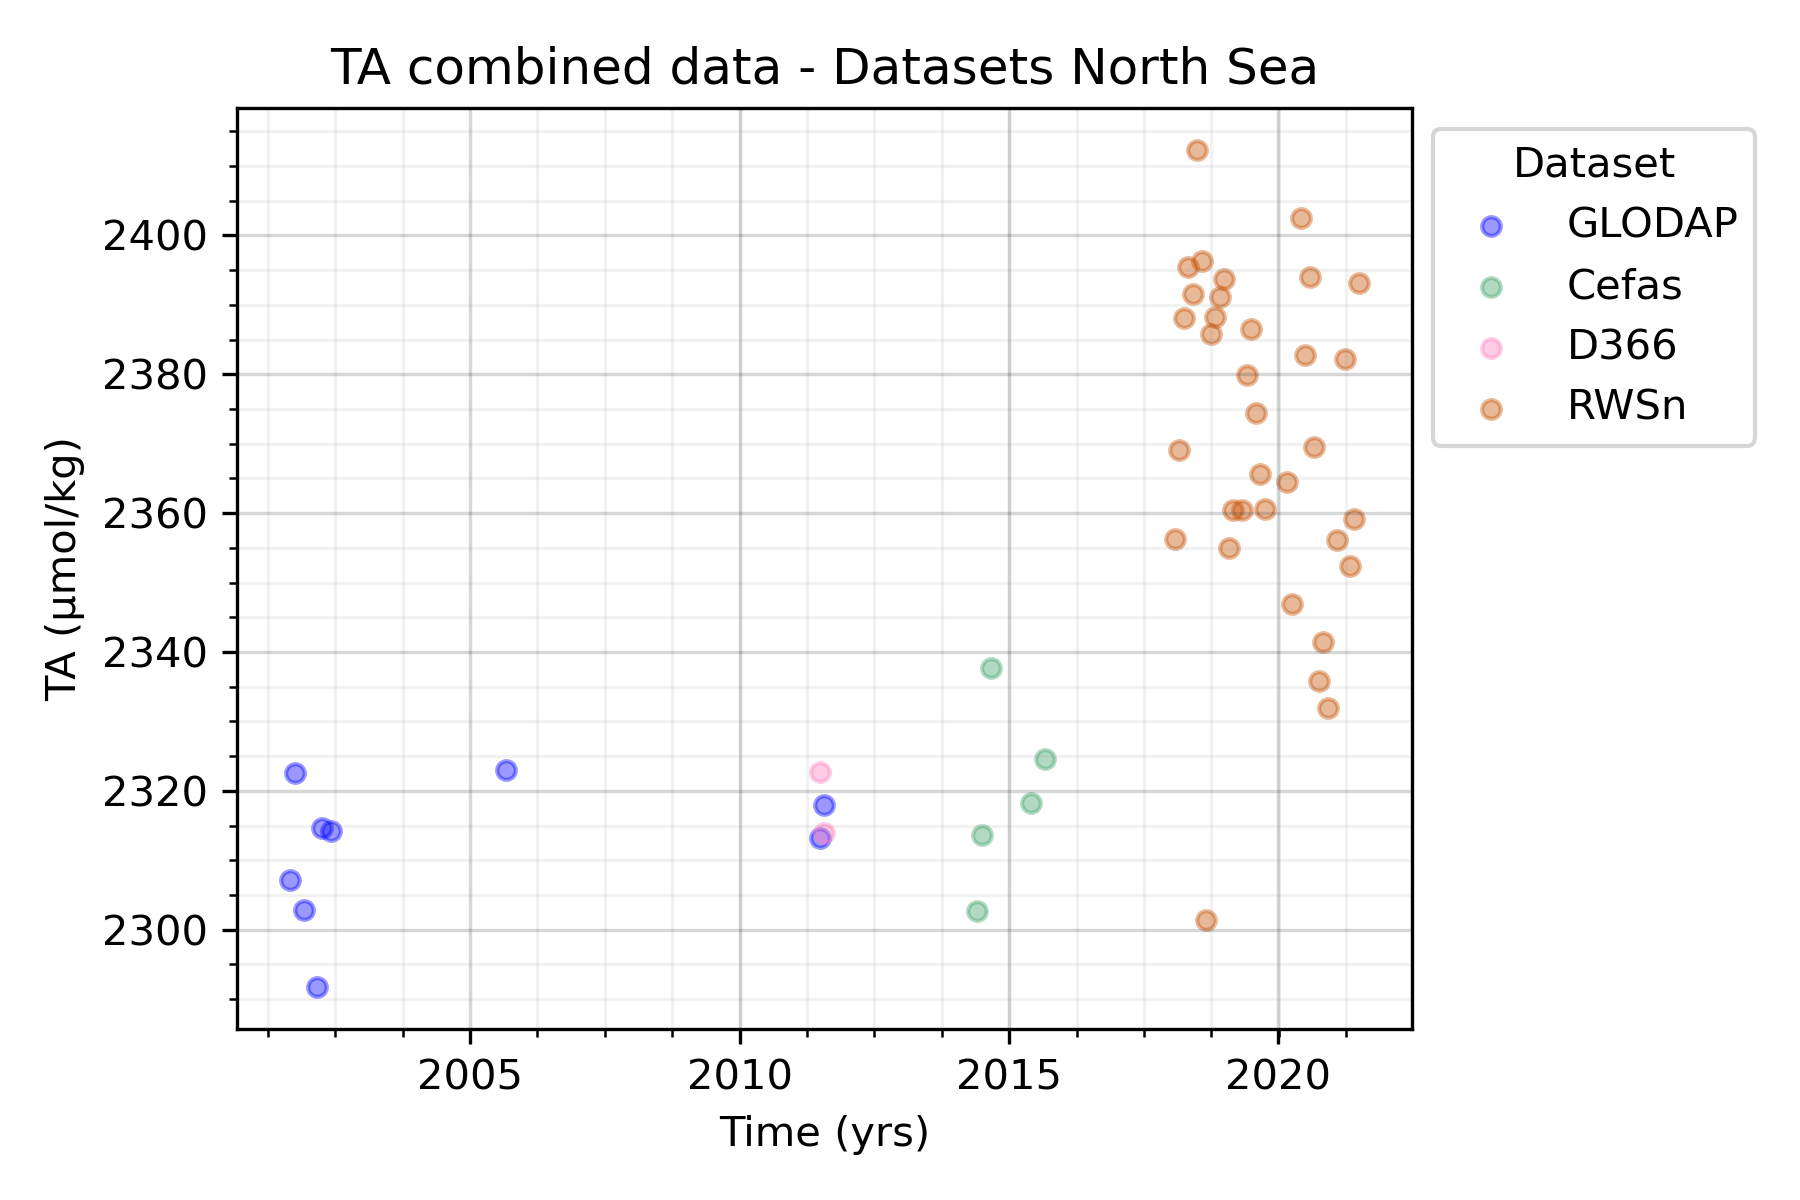 TA combined data - Datasets North Sea
Dataset
GLODAP
Cefas
D366
RWSn
TA (µmol/kg)
2400
2380
2360
2340
2320
2300
2005
2010
2015
2020
Time (yrs)